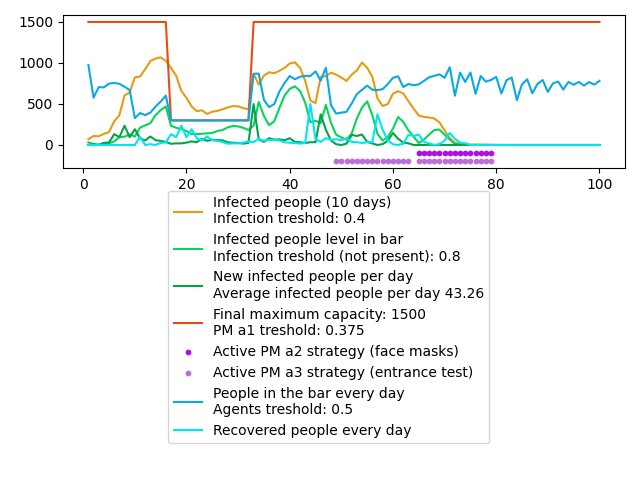 1500
1000
500
0
0
20
40
60
80
100
Infected people (10 days)
Infection treshold: 0.4
Infected people level in bar
Infection treshold (not present): 0.8
New infected people per day
Average infected people per day 43.26
Final maximum capacity: 1500
PM a1 treshold: 0.375
Active PM a2 strategy (face masks)
Active PM a3 strategy (entrance test)
People in the bar every day
Agents treshold: 0.5
Recovered people every day